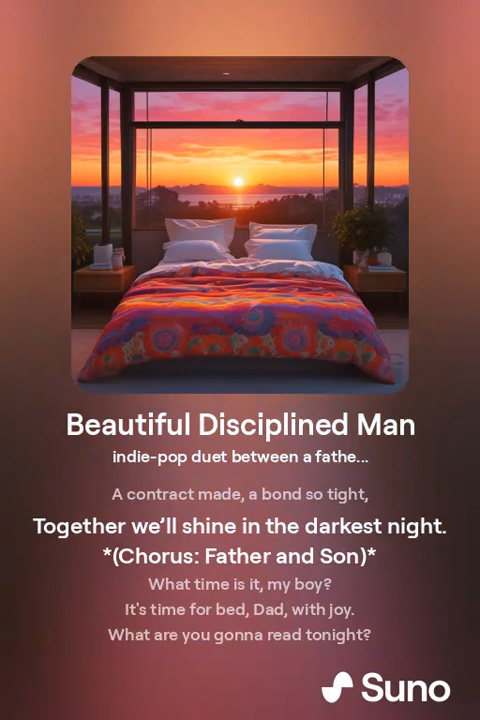 Beautiful Disciplined Man
indie-pop duet between a fathe...
A contract made, a bond so tight,
Together we'll shine in the darkest night.
*(Chorus: Father and Son)*
What time is it, my boy?
It's time for bed, Dad, with joy.
What are you gonna read tonight?
Suno